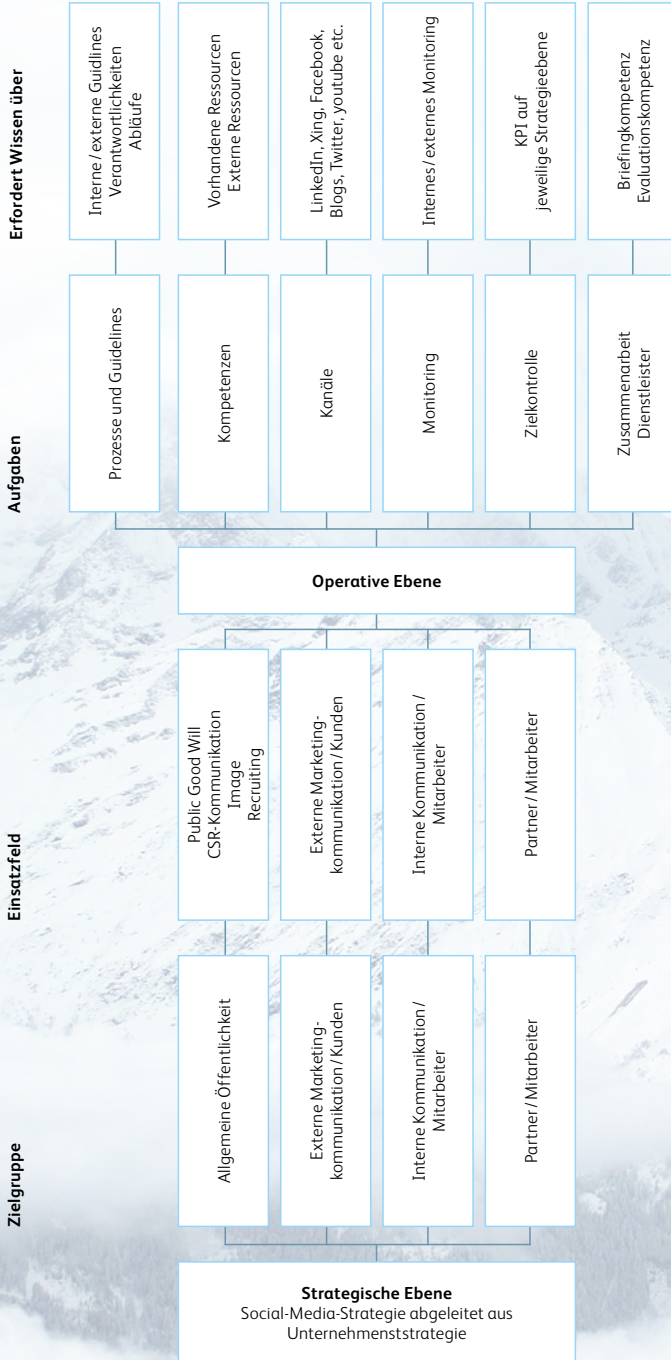 Zielgruppe
Einsatzfeld
Aufgaben
Erfordert Wissen über
Strategische Ebene
Social-Media-Strategie abgeleitet aus
Unternehmenststrategie
Allgemeine Öffentlichkeit
Externe Marketing-
kommunikation / Kunden
Interne Kommunikation /
Mitarbeiter
Partner / Mitarbeiter
Public Good Will
CSR-Kommunikation
Image
Recruiting
Externe Marketing-
kommunikation / Kunden
Interne Kommunikation /
Mitarbeiter
Partner / Mitarbeiter
Operative Ebene
Prozesse und Guidelines
Kompetenzen
Kanäle
Monitoring
Zielkontrolle
Zusammenarbeit
Dienstleister
Interne / externe Guidlines
Verantwortlichkeiten
Abläufe
Vorhandene Ressourcen
Externe Ressourcen
LinkedIn, Xing, Facebook,
Blogs, Twitter, youtube etc.
Internes / externes Monitoring
KPI auf
jeweilige Strategieebene
Briefingkompetenz
Evaluationskompetenz